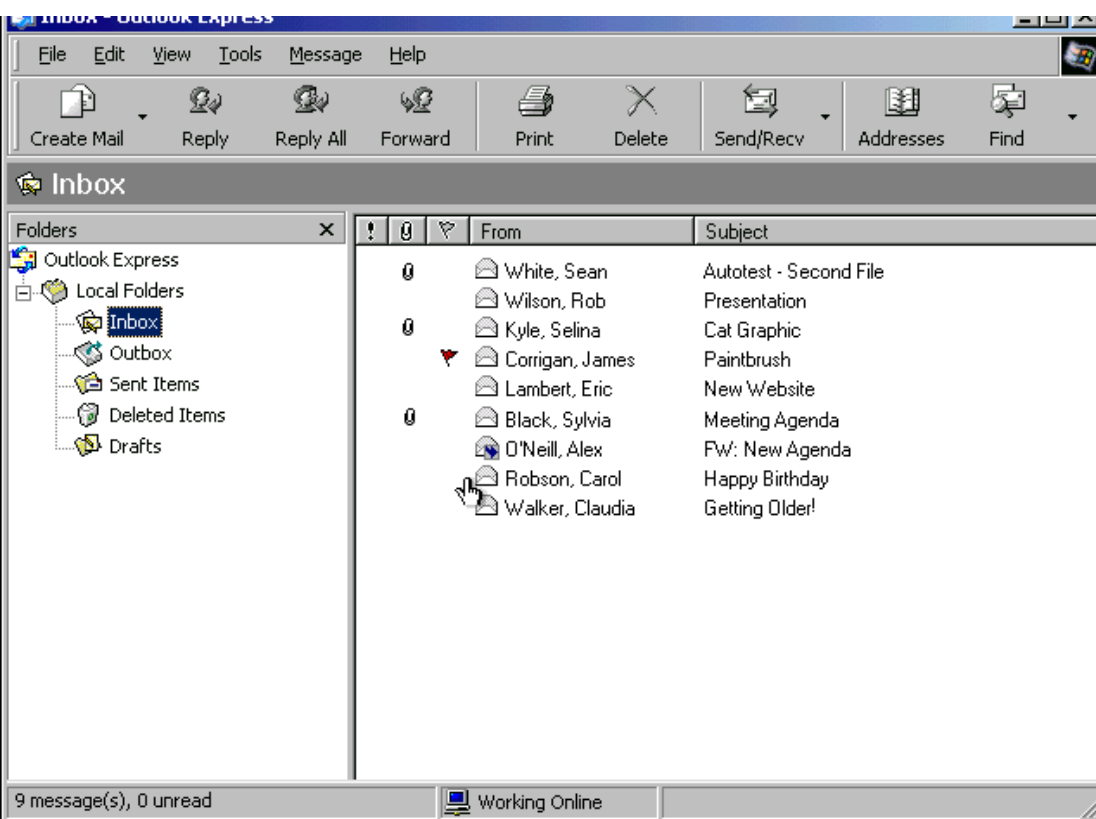 Inbox - Outlook Express
File Edit View Tools Message Help
Create Mail Reply Reply All Forward Print Delete Send/Recv Addresses Find
Inbox
Folders
! From Subject
Outlook Express
Local Folders
Inbox
Outbox
Sent Items
Deleted Items
Drafts
White, Sean Autotest - Second File
Wilson, Rob Presentation
Kyle, Selina Cat Graphic
Corrigan, James Paintbrush
Lambert, Eric New Website
Black, Sylvia Meeting Agenda
O'Neill, Alex FW: New Agenda
Robson, Carol Happy Birthday
Walker, Claudia Getting Older!
9 message(s), 0 unread Working Online